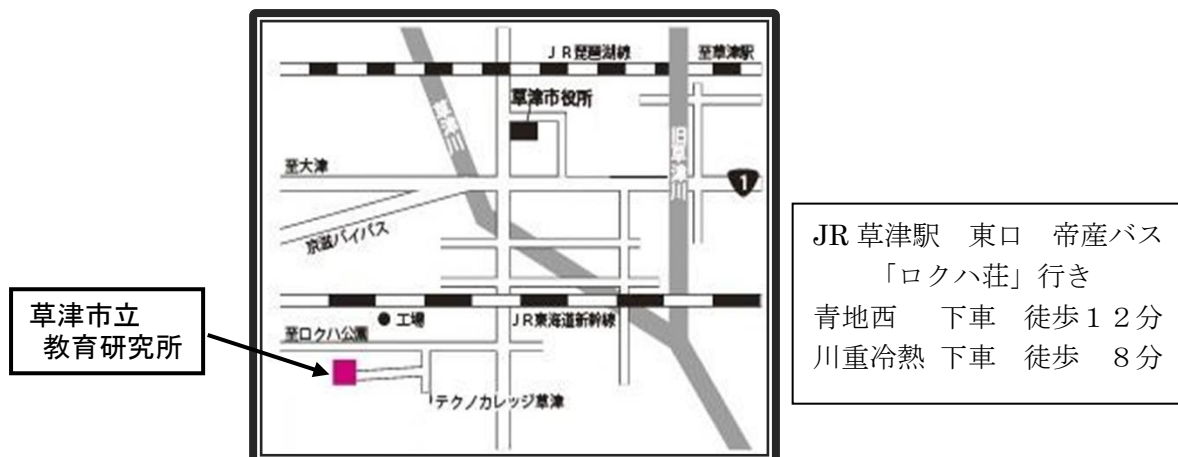 JR琵琶湖線
至草津駅
草津市役所
旧草津川
至大津
1
京滋バイパス
工場
JR東海道新幹線
至ロクハ公園
テクノカレッジ草津
草津市立
教育研究所
JR 草津駅　東口　帝産バス
「ロクハ荘」行き
青地西　　下車　徒歩１２分
川重冷熱 下車　徒歩　８分